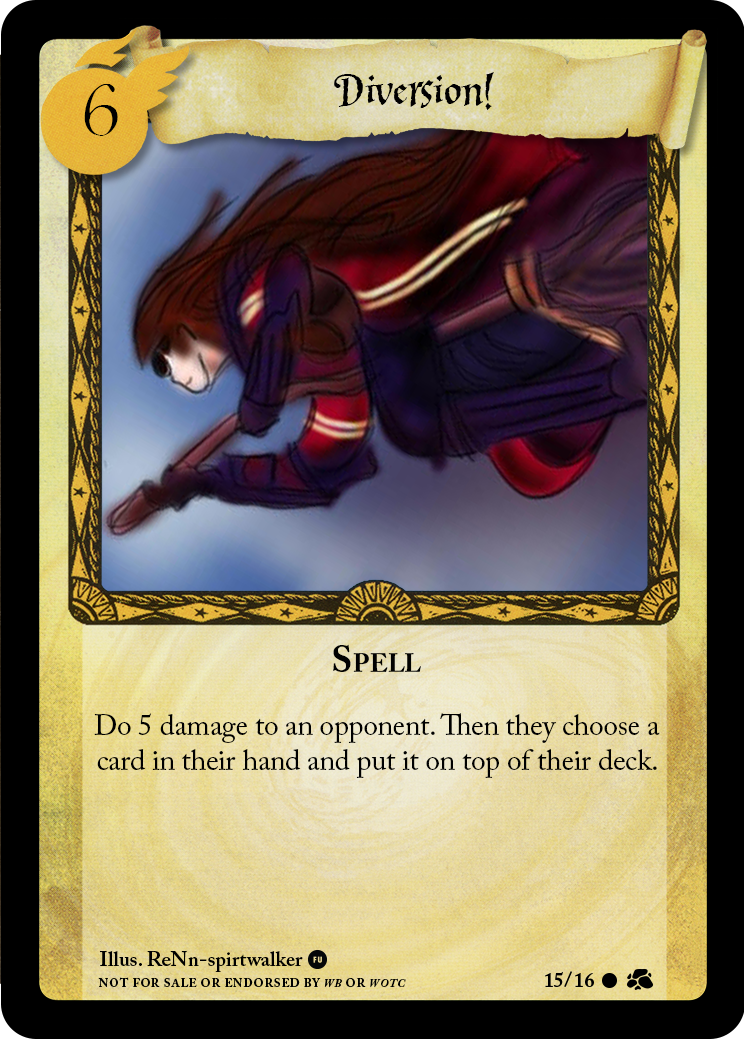 6
Diversion!
SPELL
Do 5 damage to an opponent. Then they choose a
card in their hand and put it on top of their deck.
Illus. ReNn-spirtwalker FU
NOT FOR SALE OR ENDORSED BY WB OR WOTC
15/16